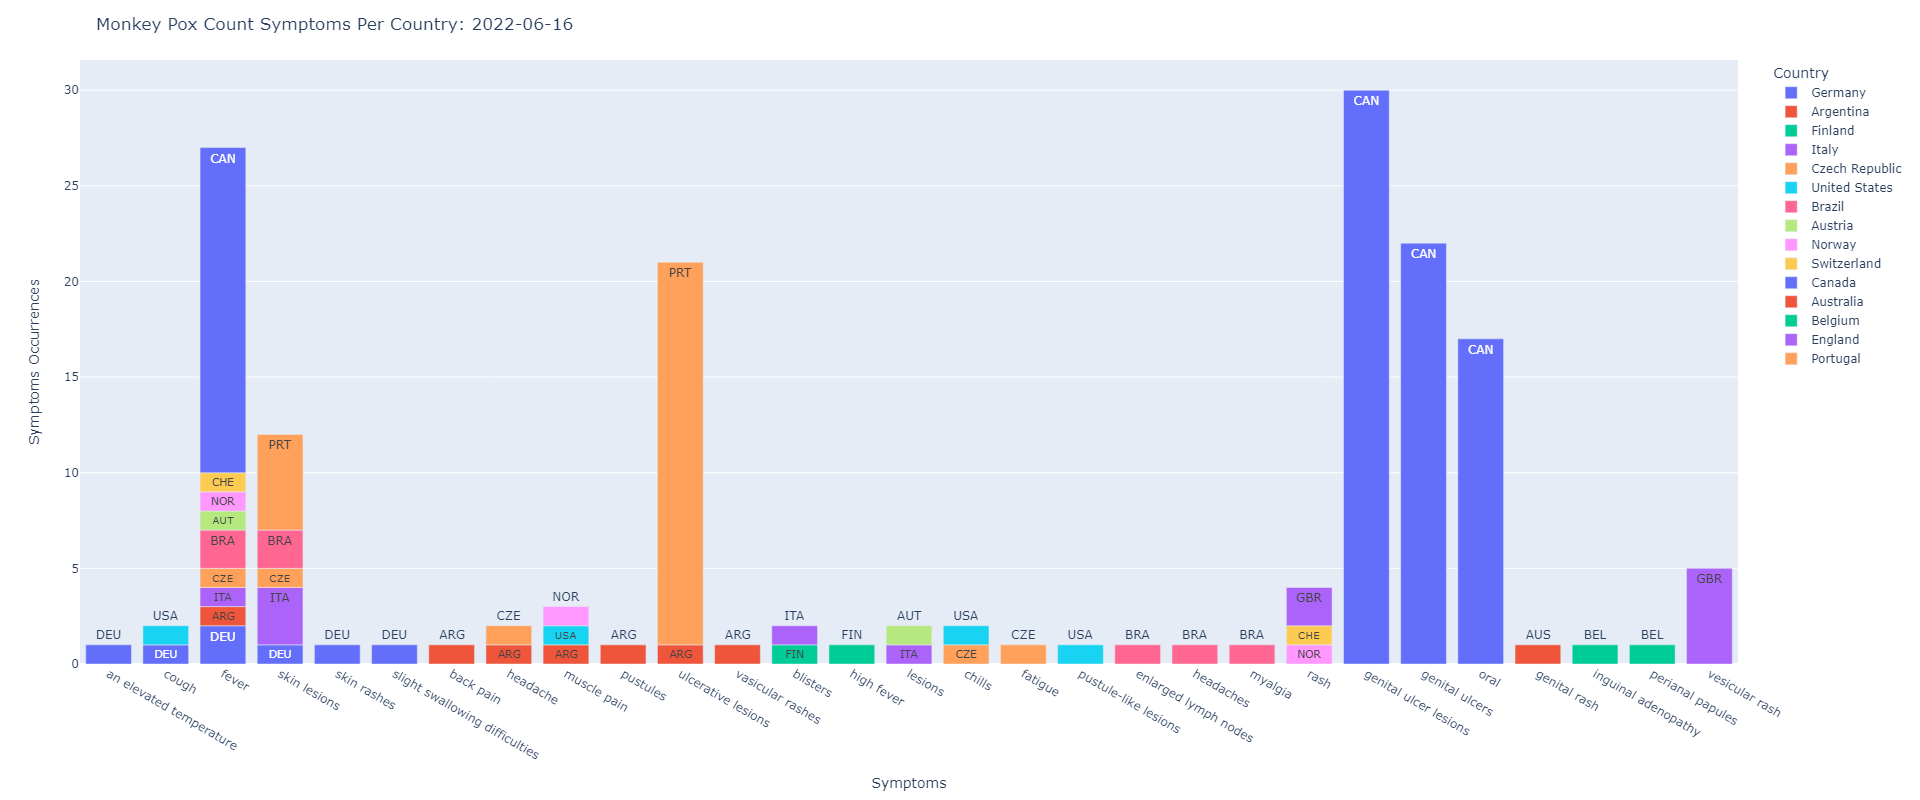 Monkey Pox Count Symptoms Per Country: 2022-06-16
Symptoms Occurrences
30
25
20
15
10
5
0
DEU
USA
DEU
CAN
CHE
NOR
AUT
BRA
CZE
ITA
ARG
DEU
PRT
BRA
CZE
ITA
DEU
DEU
DEU
ARG
CZE
ARG
NOR
USA
ARG
ARG
PRT
ARG
ARG
ITA
FIN
FIN
AUT
ITA
USA
CZE
CZE
USA
BRA
BRA
BRA
GBR
CHE
NOR
CAN
CAN
CAN
AUS
BEL
BEL
GBR
an elevated temperature
cough
fever
skin lesions
skin rashes
slight swallowing difficulties
back pain
headache
muscle pain
pustules
ulcerative lesions
vasicular rashes
blisters
high fever
lesions
chills
fatigue
pustule-like lesions
enlarged lymph nodes
headaches
myalgia
rash
genital ulcer lesions
genital ulcers
oral
genital rash
inguinal adenopathy
perianal papules
vesicular rash
Symptoms
Country
Germany
Argentina
Finland
Italy
Czech Republic
United States
Brazil
Austria
Norway
Switzerland
Canada
Australia
Belgium
England
Portugal